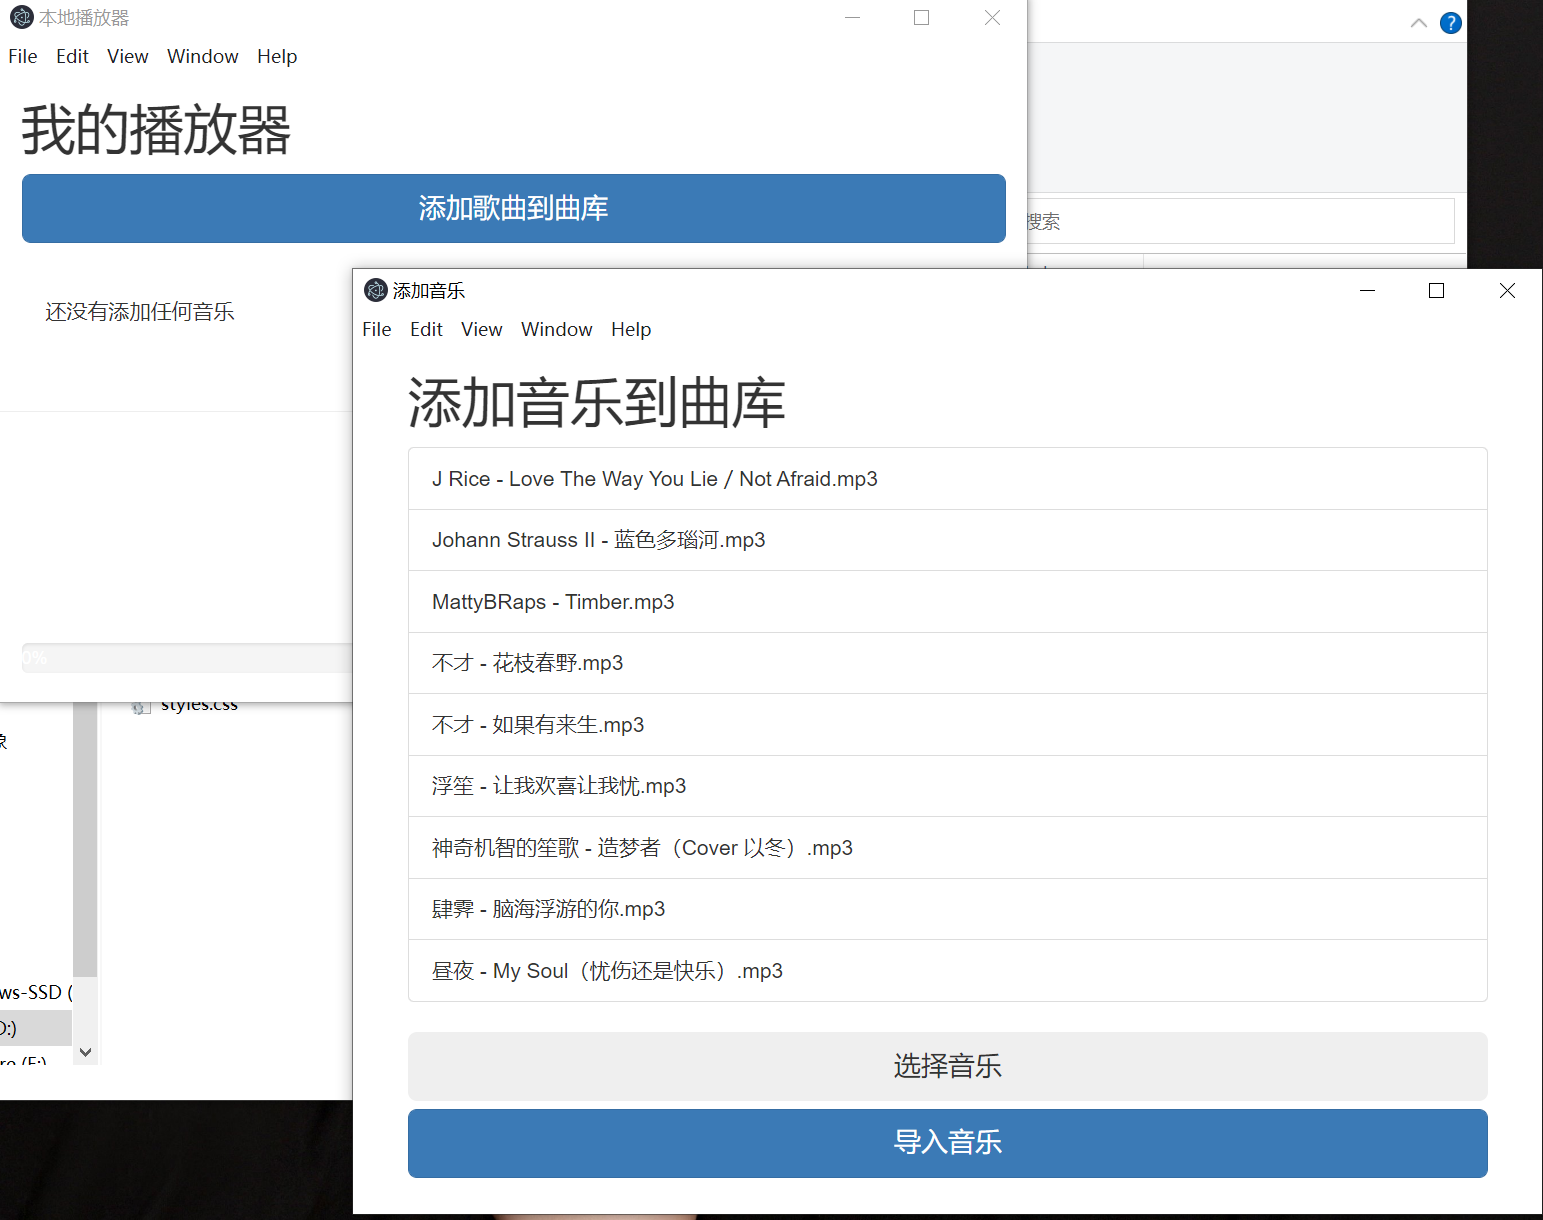 本地播放器
File Edit View Window Help
我的播放器
添加歌曲到曲库
还没有添加任何音乐
0%
搜索
添加音乐
File Edit View Window Help
添加音乐到曲库
J Rice - Love The Way You Lie / Not Afraid.mp3
Johann Strauss II - 蓝色多瑙河.mp3
MattyBRaps - Timber.mp3
不才 - 花枝春野.mp3
不才 - 如果有来生.mp3
浮笙 - 让我欢喜让我忧.mp3
神奇机智的笙歌 - 造梦者（Cover 以冬）.mp3
肆霁 - 脑海浮游的你.mp3
昼夜 - My Soul（忧伤还是快乐）.mp3
选择音乐
导入音乐
styles.css
ws-SSD (
D:)